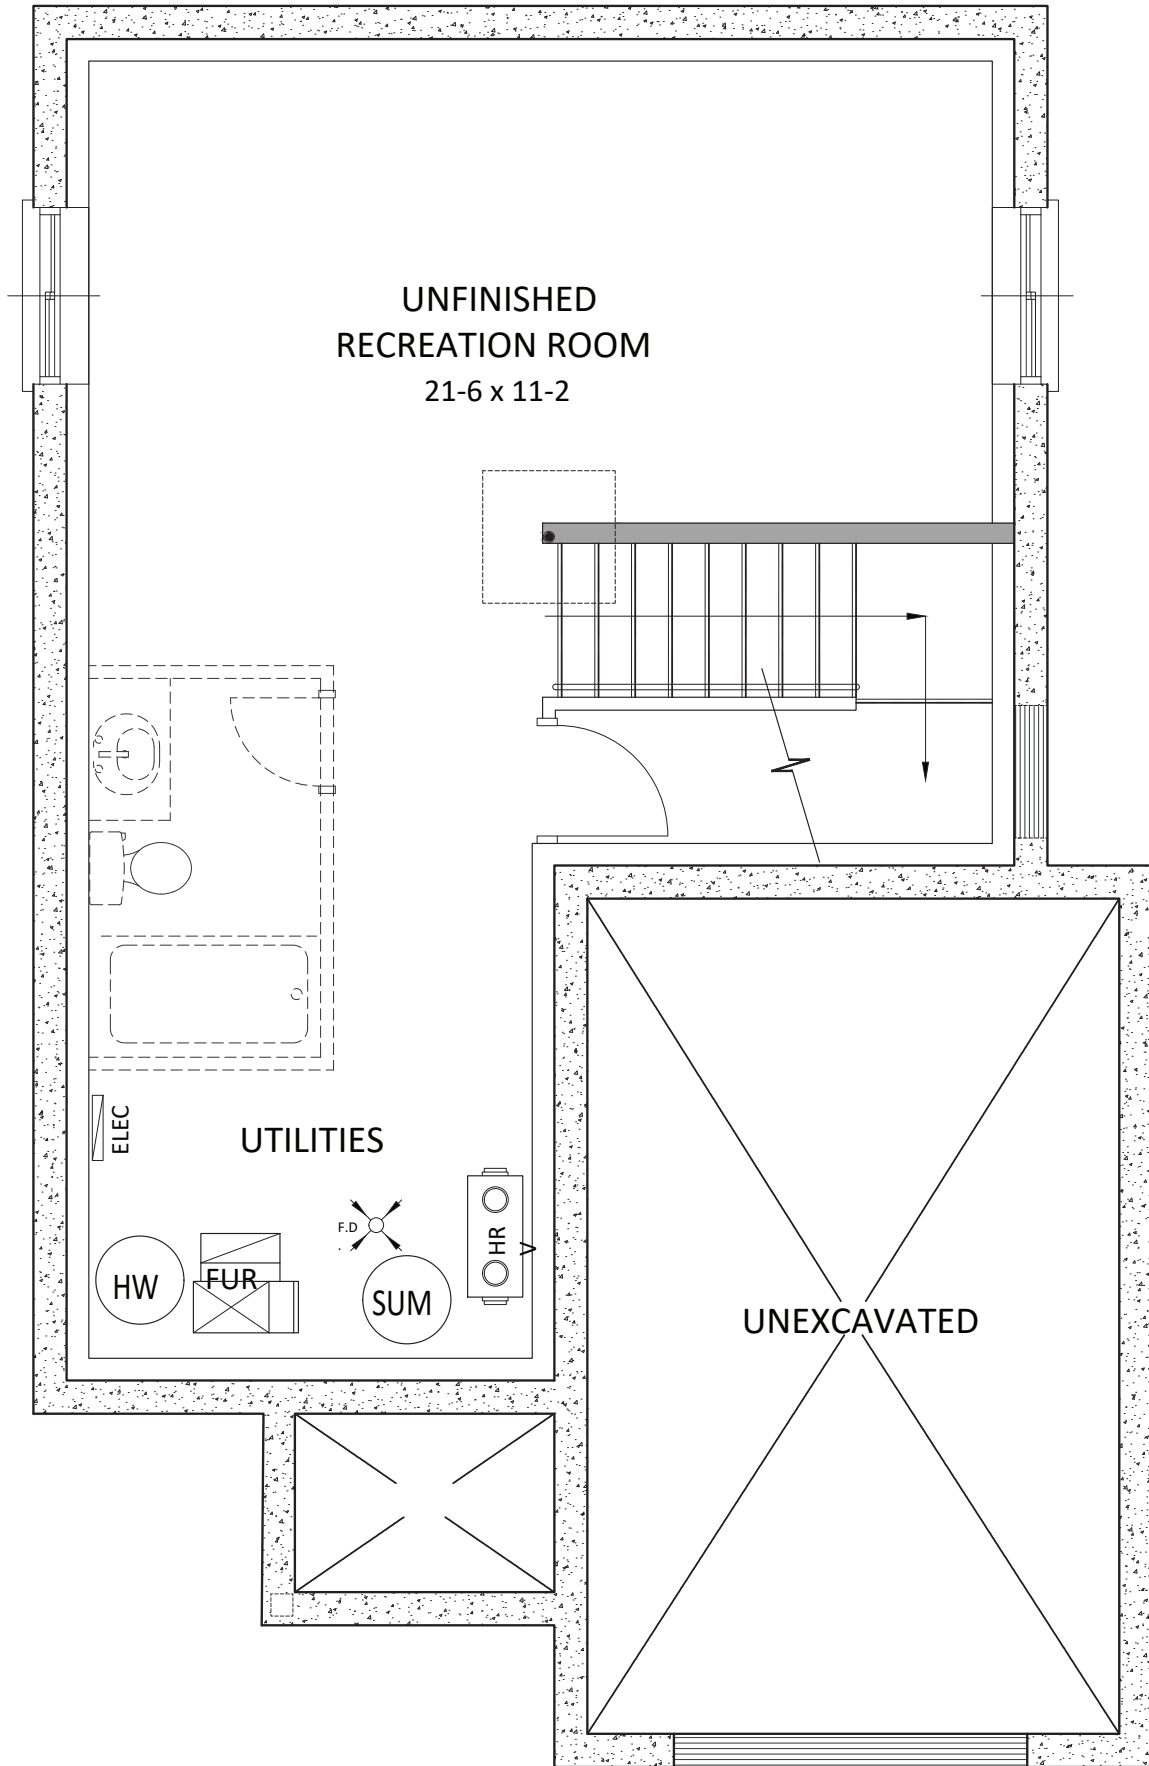 UNFINISHED
RECREATION ROOM
21-6 x 11-2
ELEC
UTILITIES
F.D
.
HR
V
HW
FUR
SUM
UNEXCAVATED